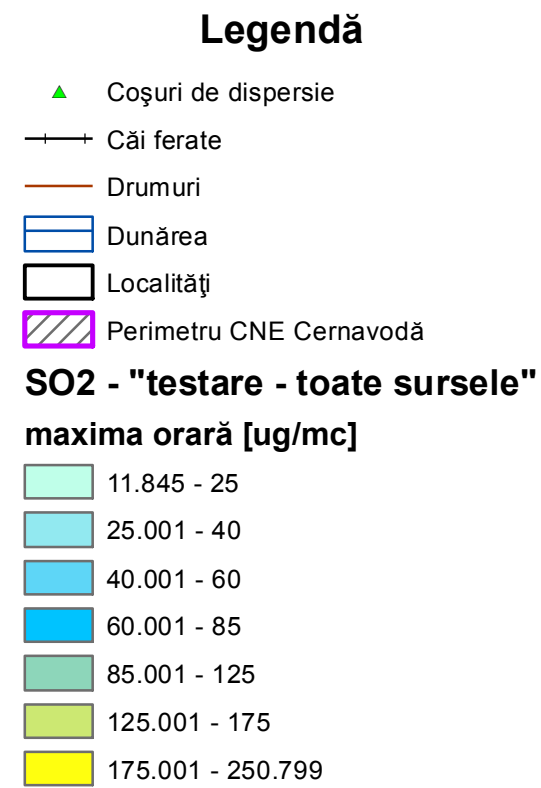 Legendă
Coşuri de dispersie
Căi ferate
Drumuri
Dunărea
Localităţi
Perimetru CNE Cernavodă
SO2 - "testare - toate sursele"
maxima orară [ug/mc]
11.845 - 25
25.001 - 40
40.001 - 60
60.001 - 85
85.001 - 125
125.001 - 175
175.001 - 250.799